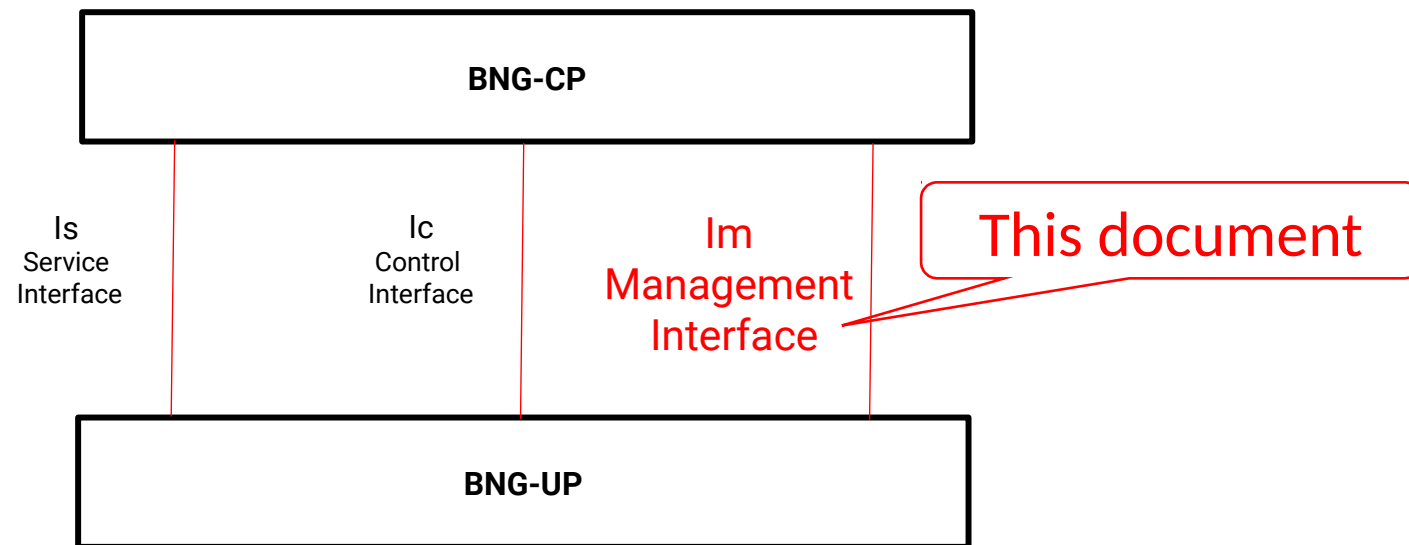 BNG-CP
Is
Service
Interface
Ic
Control
Interface
Im
Management
Interface
This document
BNG-UP